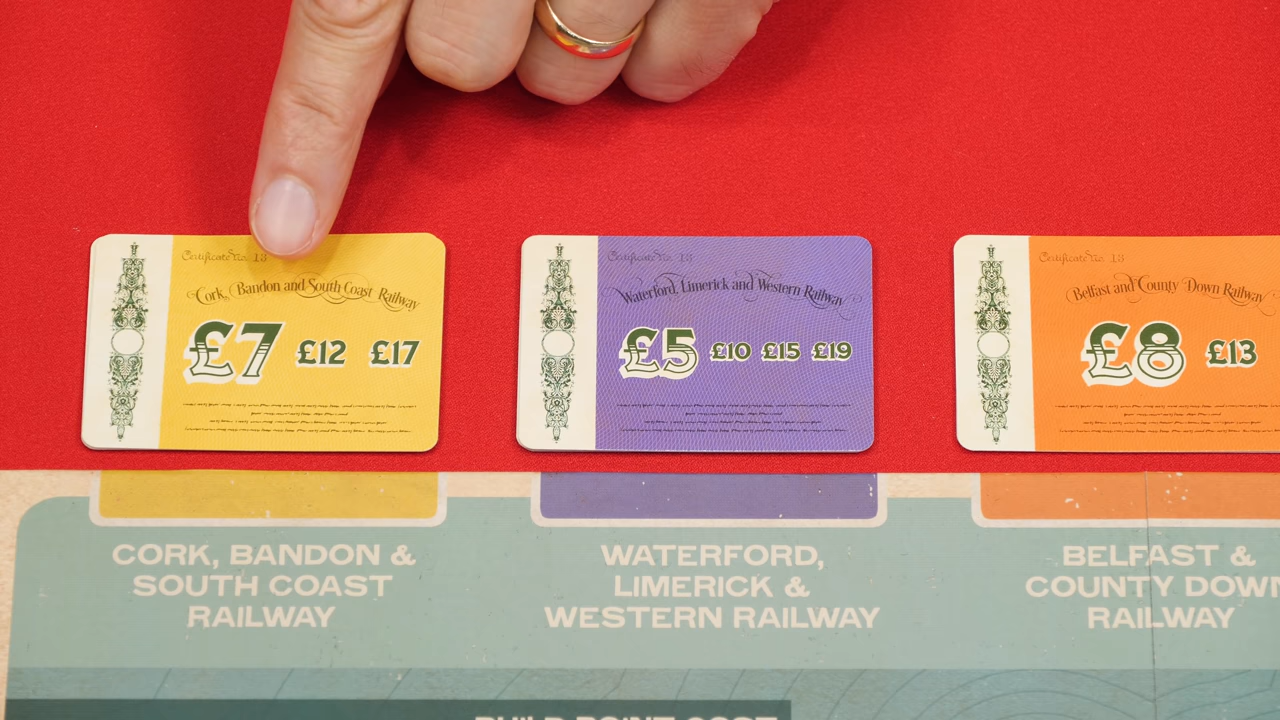 Certificate No. 13
Cork, Bandon and South Coast Railway
£7 £12 £17
Certificate No. 13
Waterford, Limerick and Western Railway
£5 £10 £15 £19
Certificate No. 13
Belfast and County Down Railway
£8 £13
CORK, BANDON &
SOUTH COAST
RAILWAY
WATERFORD,
LIMERICK &
WESTERN RAILWAY
BELFAST &
COUNTY DOWN
RAILWAY
BUILD POINT COST